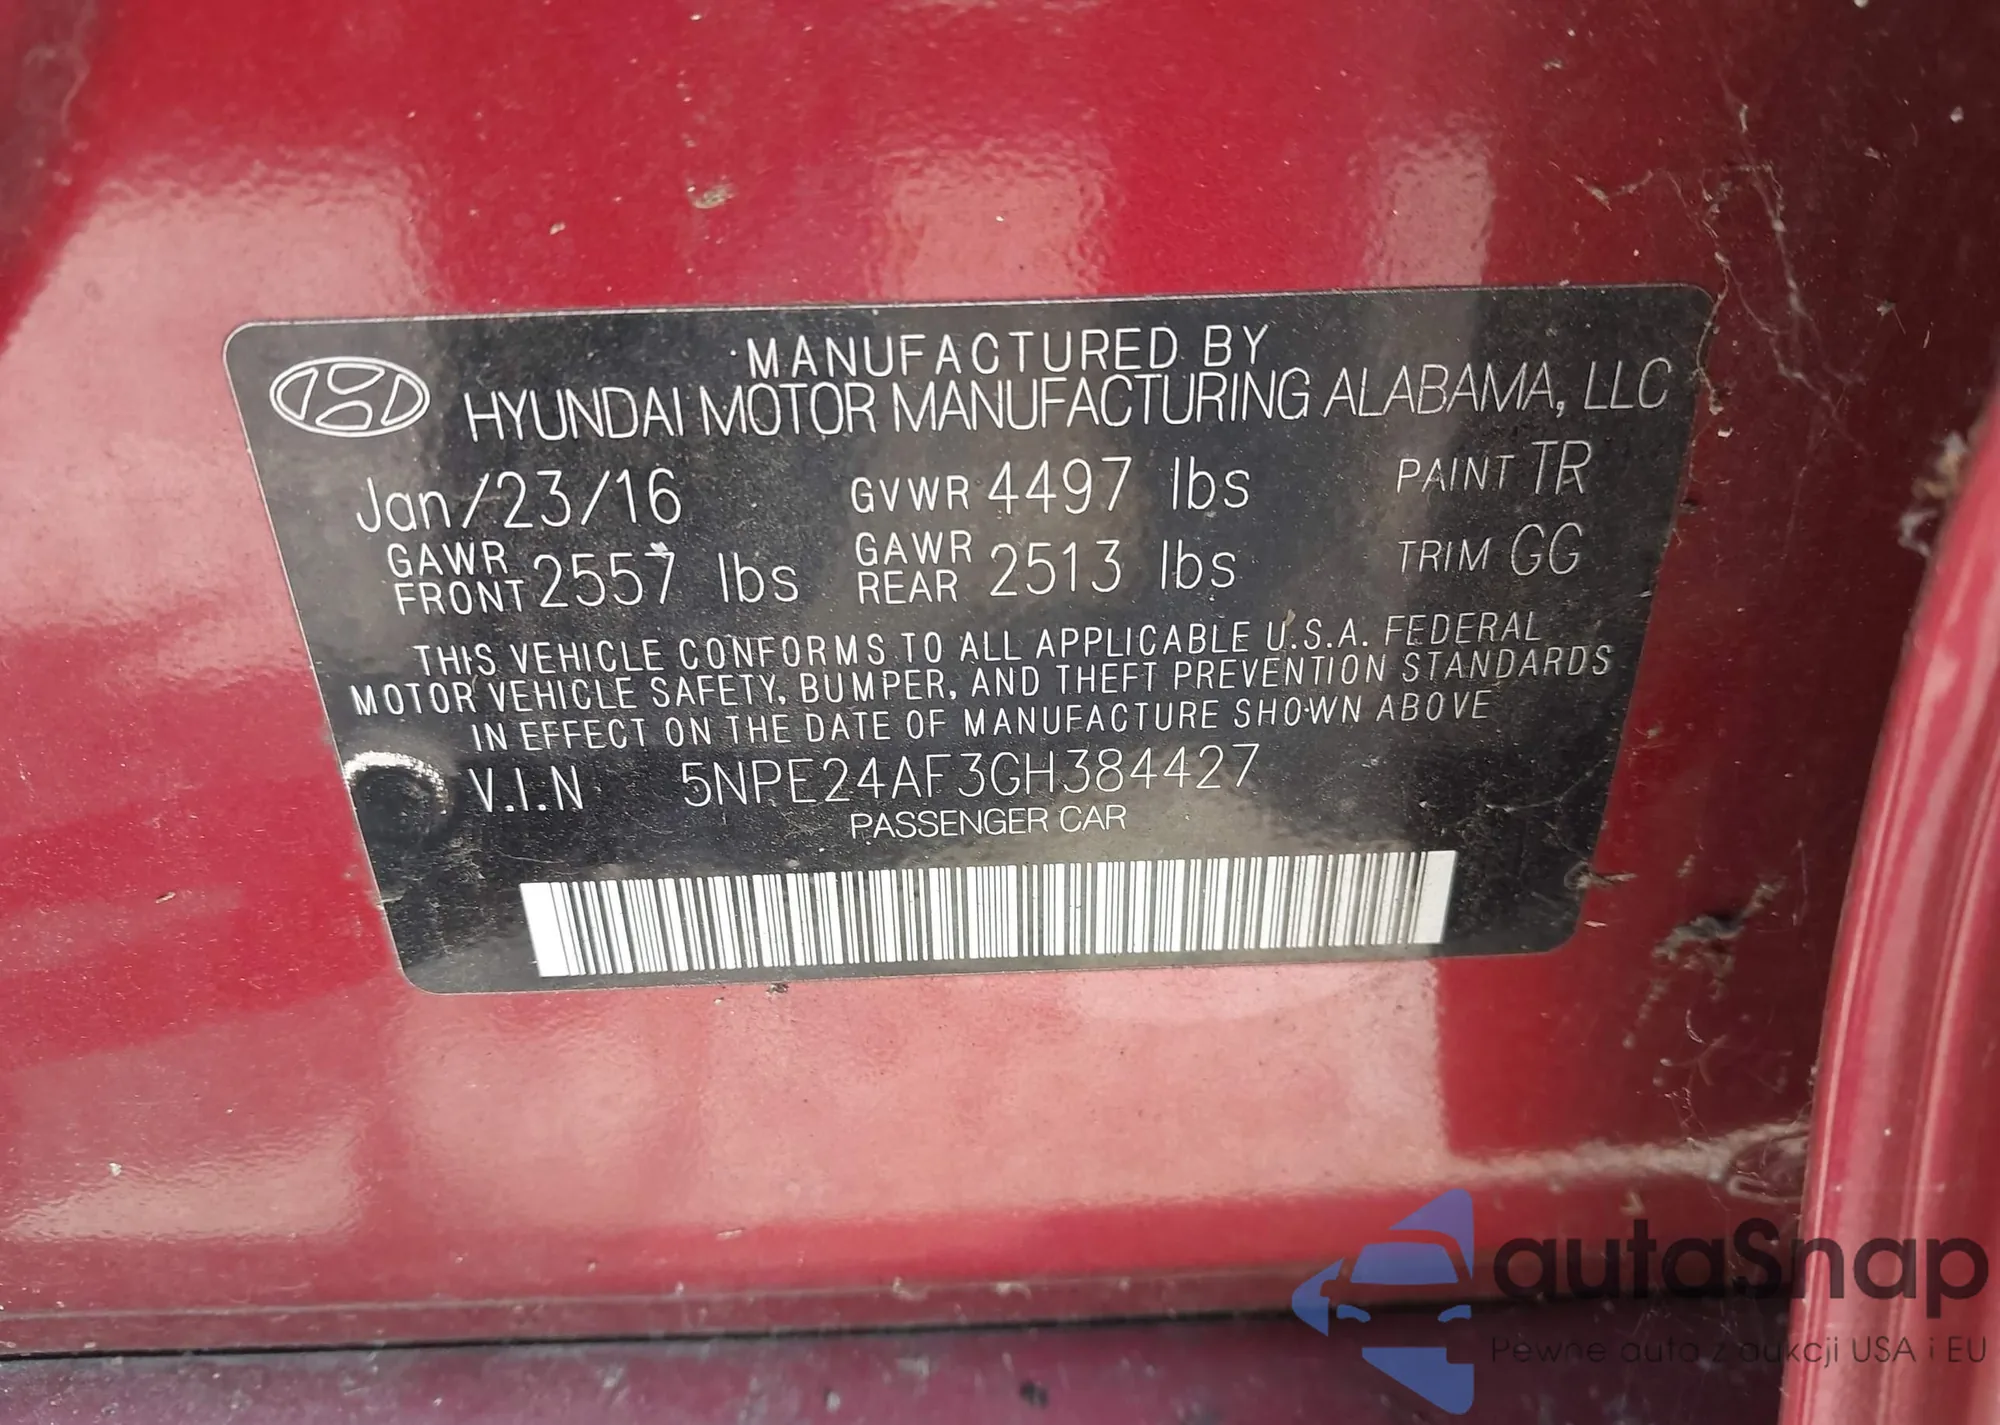 MANUFACTURED BY
HYUNDAI MOTOR MANUFACTURING ALABAMA, LLC
Jan/23/16 GVWR 4497 lbs PAINT TR
GAWR FRONT 2557 lbs GAWR REAR 2513 lbs TRIM GG
THIS VEHICLE CONFORMS TO ALL APPLICABLE U.S.A. FEDERAL
MOTOR VEHICLE SAFETY, BUMPER, AND THEFT PREVENTION STANDARDS
IN EFFECT ON THE DATE OF MANUFACTURE SHOWN ABOVE
V.I.N 5NPE24AF3GH384427
PASSENGER CAR
autaSnap
Pewne auta z aukcji USA i EU